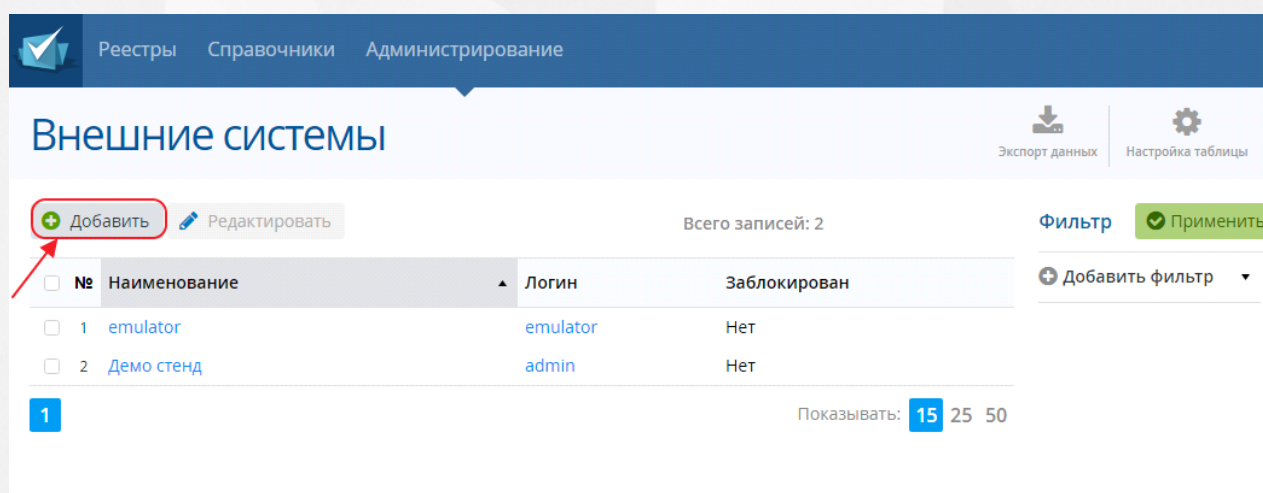 Реестры Справочники Администрирование
Внешние системы
Экспорт данных Настройка таблицы
Добавить Редактировать Всего записей: 2 Фильтр Применить
№ Наименование Логин Заблокирован Добавить фильтр
1 emulator emulator Нет
2 Демо стенд admin Нет
1 Показывать: 15 25 50